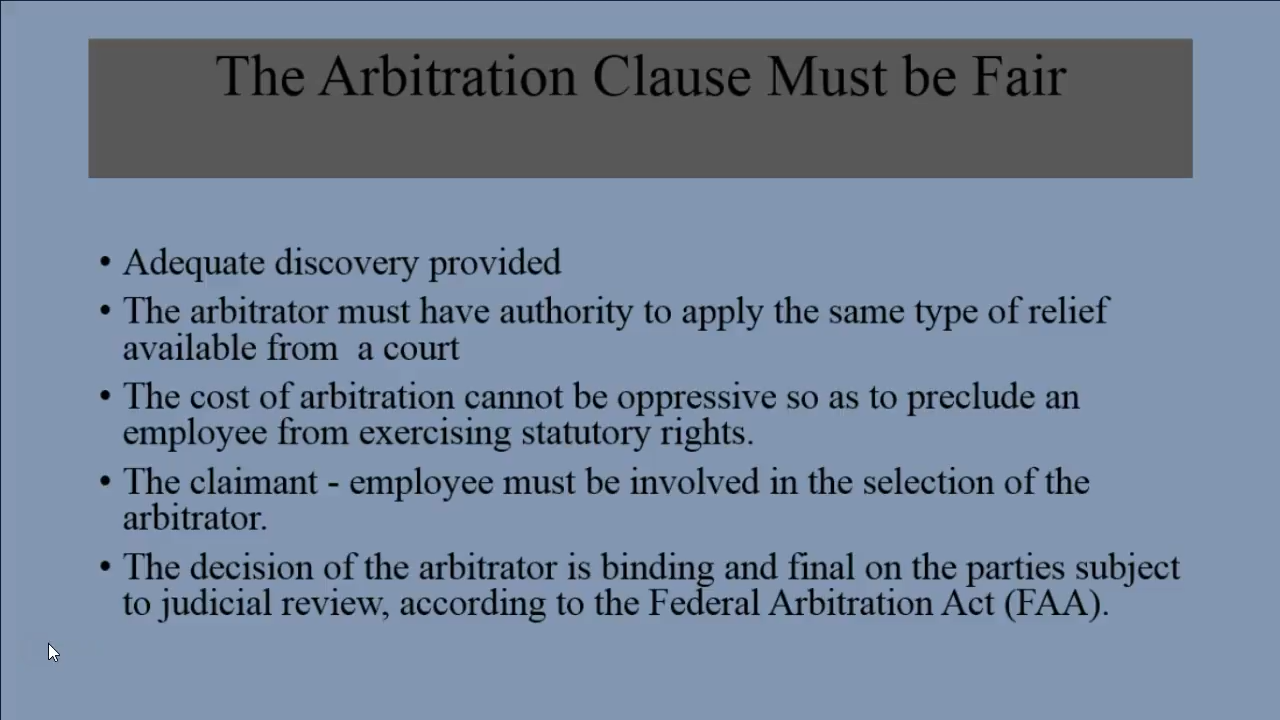 The Arbitration Clause Must be Fair
• Adequate discovery provided
• The arbitrator must have authority to apply the same type of relief
available from  a court
• The cost of arbitration cannot be oppressive so as to preclude an
employee from exercising statutory rights.
• The claimant - employee must be involved in the selection of the
arbitrator.
• The decision of the arbitrator is binding and final on the parties subject
to judicial review, according to the Federal Arbitration Act (FAA).